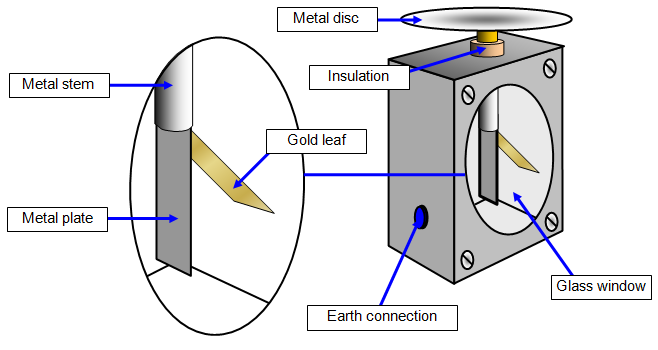 Metal disc
Insulation
Metal stem
Gold leaf
Metal plate
Glass window
Earth connection